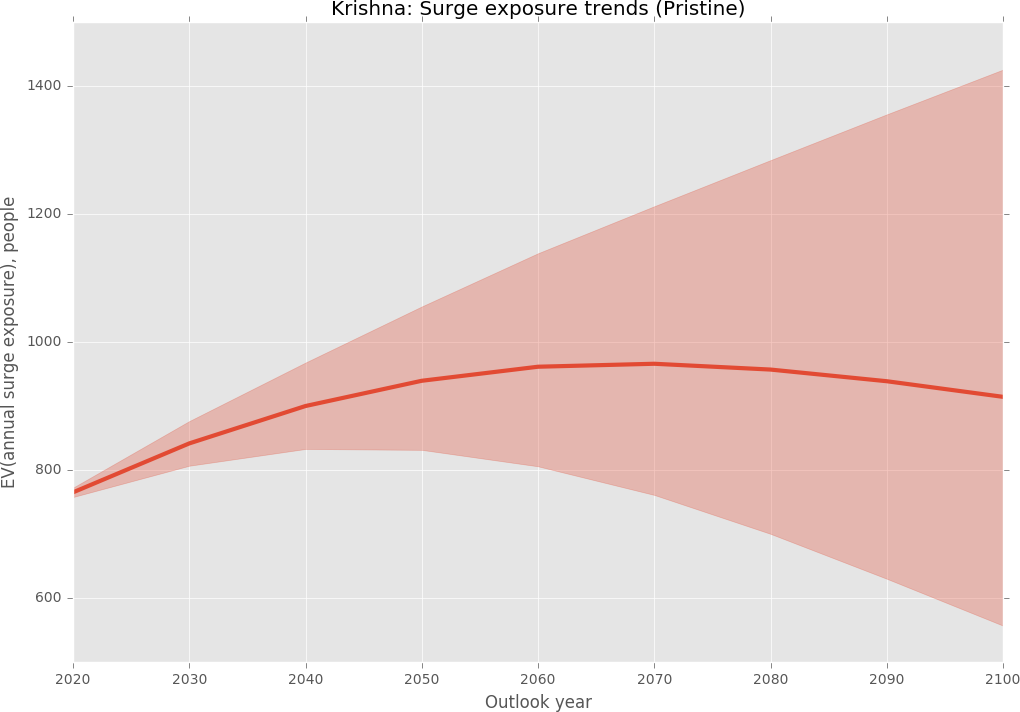 Krishna: Surge exposure trends (Pristine)
1400
1200
1000
800
600
EV(annual surge exposure), people
2020 2030 2040 2050 2060 2070 2080 2090 2100
Outlook year